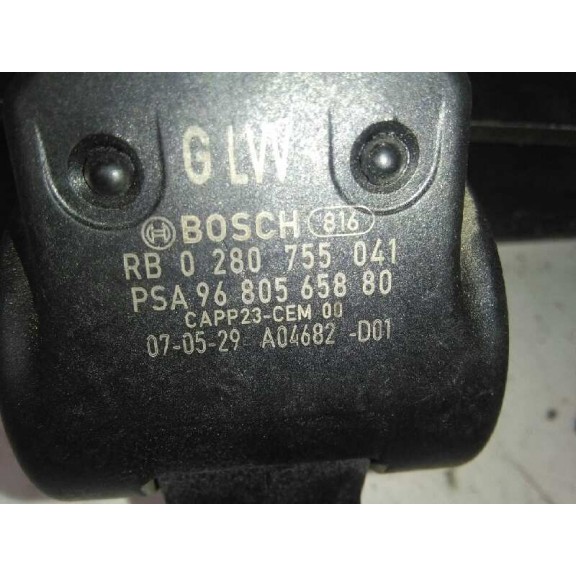 G LW
BOSCH 816
RB 0 280 755 041
PSA 96 805 658 80
CAPP23-CEM 00
07-05-29 A04682 -D01